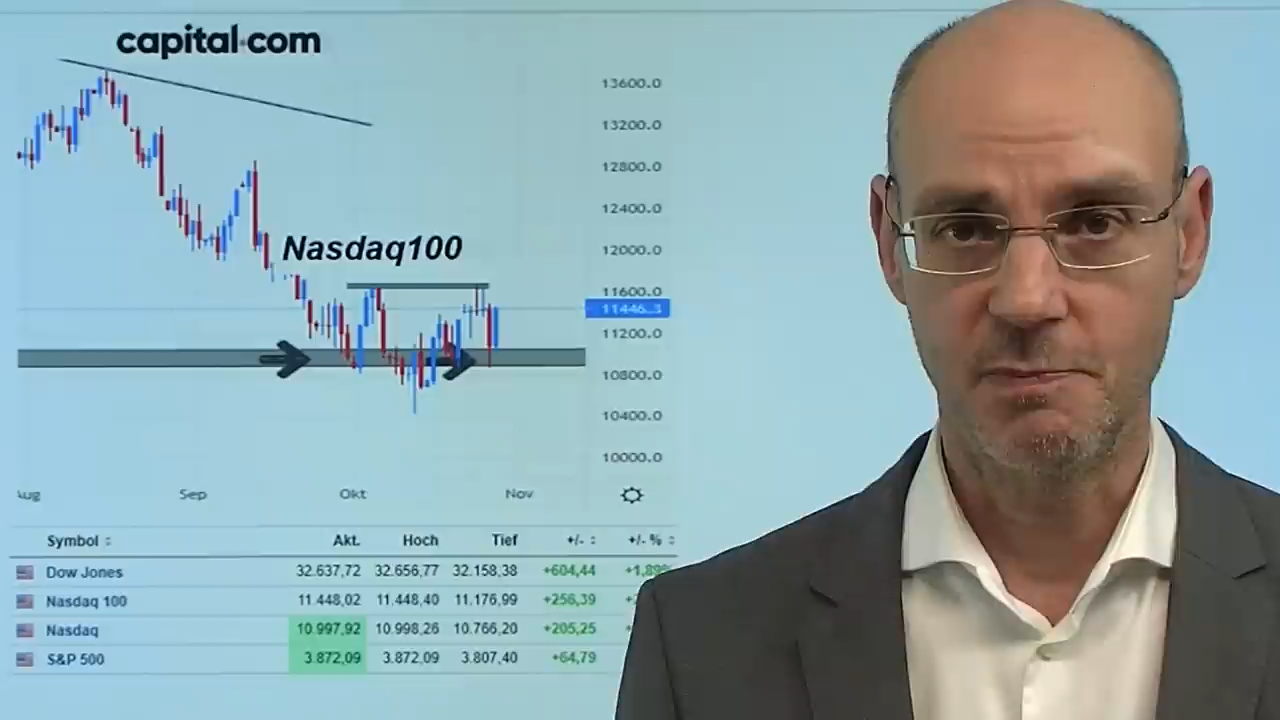 capital.com
13600.0
13200.0
12800.0
12400.0
12000.0
Nasdaq100
11600.0
11446.3
11200.0
10800.0
10400.0
10000.0
Aug Sep Okt Nov
Symbol Akt. Hoch Tief +/- +/- %
Dow Jones 32.637,72 32.656,77 32.158,38 +604,44 +1,89%
Nasdaq 100 11.448,02 11.448,40 11.176,99 +256,39
Nasdaq 10.997,92 10.998,26 10.766,20 +205,25
S&P 500 3.872,09 3.872,09 3.807,40 +64,79